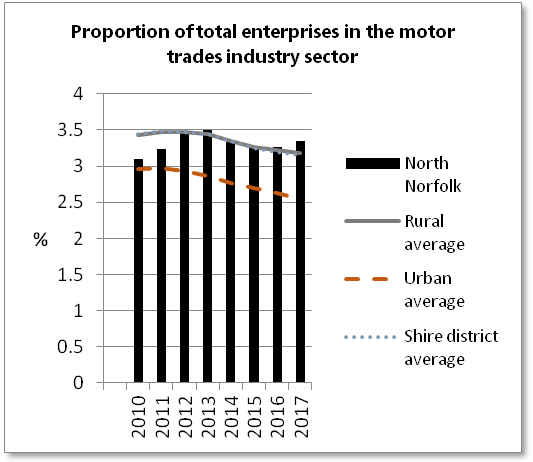 Proportion of total enterprises in the motor
trades industry sector
4
3.5
3
2.5
2
1.5
1
0.5
0
%
2010
2011
2012
2013
2014
2015
2016
2017
North
Norfolk
Rural
average
Urban
average
Shire district
average